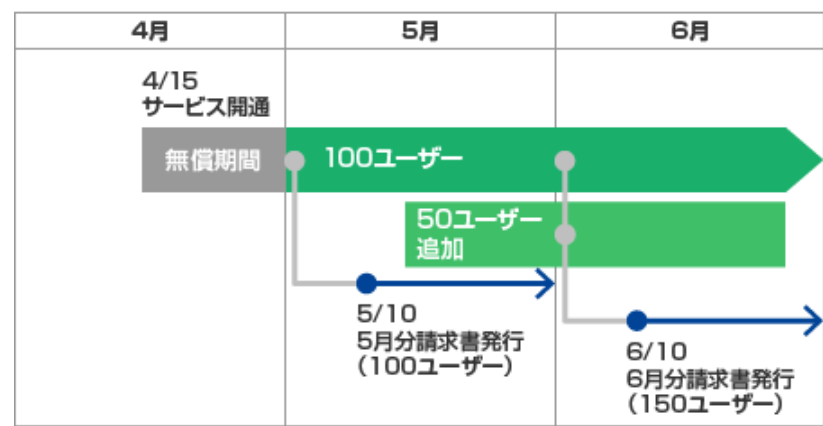 4月
5月
6月
4/15
サービス開通
無償期間
100ユーザー
50ユーザー
追加
5/10
5月分請求書発行
（100ユーザー）
6/10
6月分請求書発行
（150ユーザー）